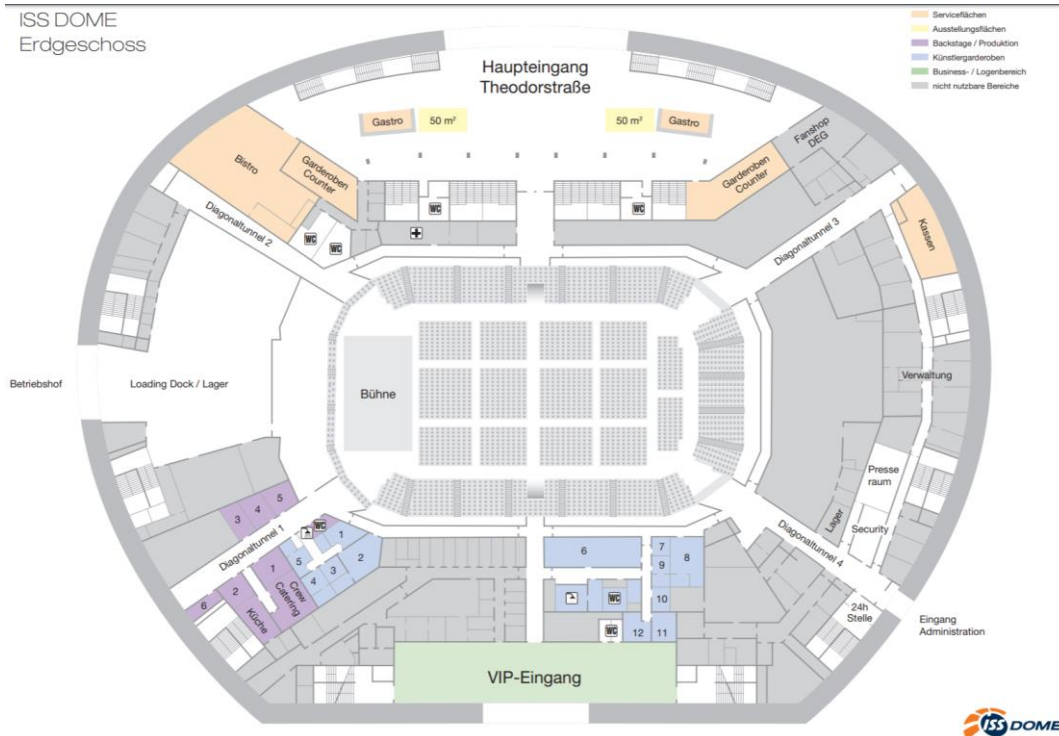 ISS DOME
Erdgeschoss
Serviceflächen
Ausstellungsflächen
Backstage / Produktion
Künstlergarderoben
Business- / Logenbereich
nicht nutzbare Bereiche
Haupteingang
Theodorstraße
Gastro
50 m²
50 m²
Gastro
Fanshop
DEG
Bistro
Garderoben
Counter
Garderoben
Counter
Kassen
WC
WC
WC
WC
Diagonaltunnel 2
Diagonaltunnel 3
Betriebshof
Loading Dock / Lager
Bühne
Verwaltung
Presse
raum
Lager
Security
3
4
5
Diagonaltunnel 1
Diagonaltunnel 4
WC
1
2
5
3
4
1
2
6
Crew
Catering
Küche
6
7
8
9
10
WC
WC
12
11
24h
Stelle
Eingang
Administration
VIP-Eingang
ISS DOME